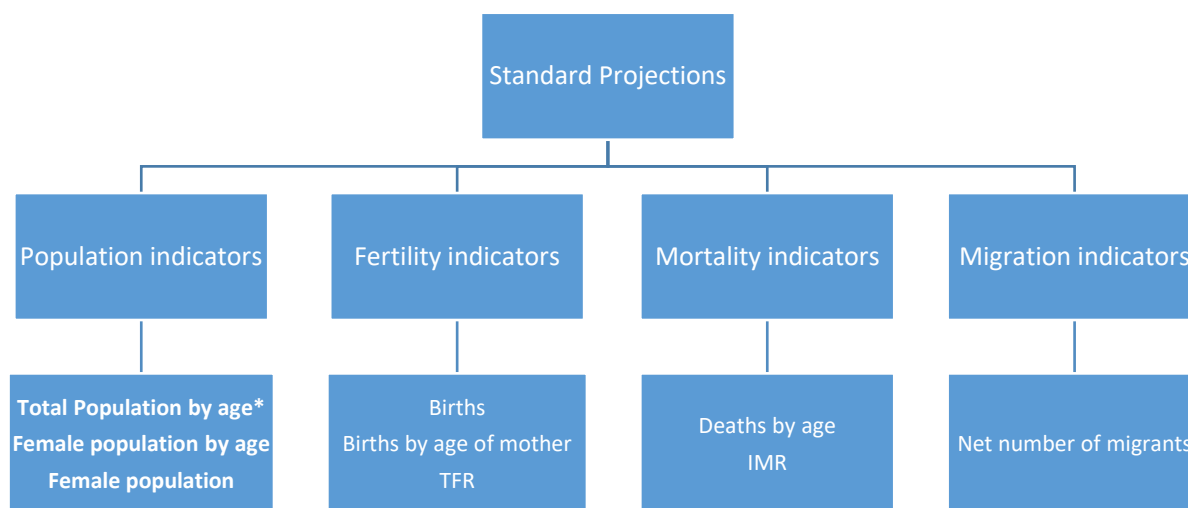 Standard Projections
Population indicators
Fertility indicators
Mortality indicators
Migration indicators
Total Population by age*
Female population by age
Female population
Births
Births by age of mother
TFR
Deaths by age
IMR
Net number of migrants